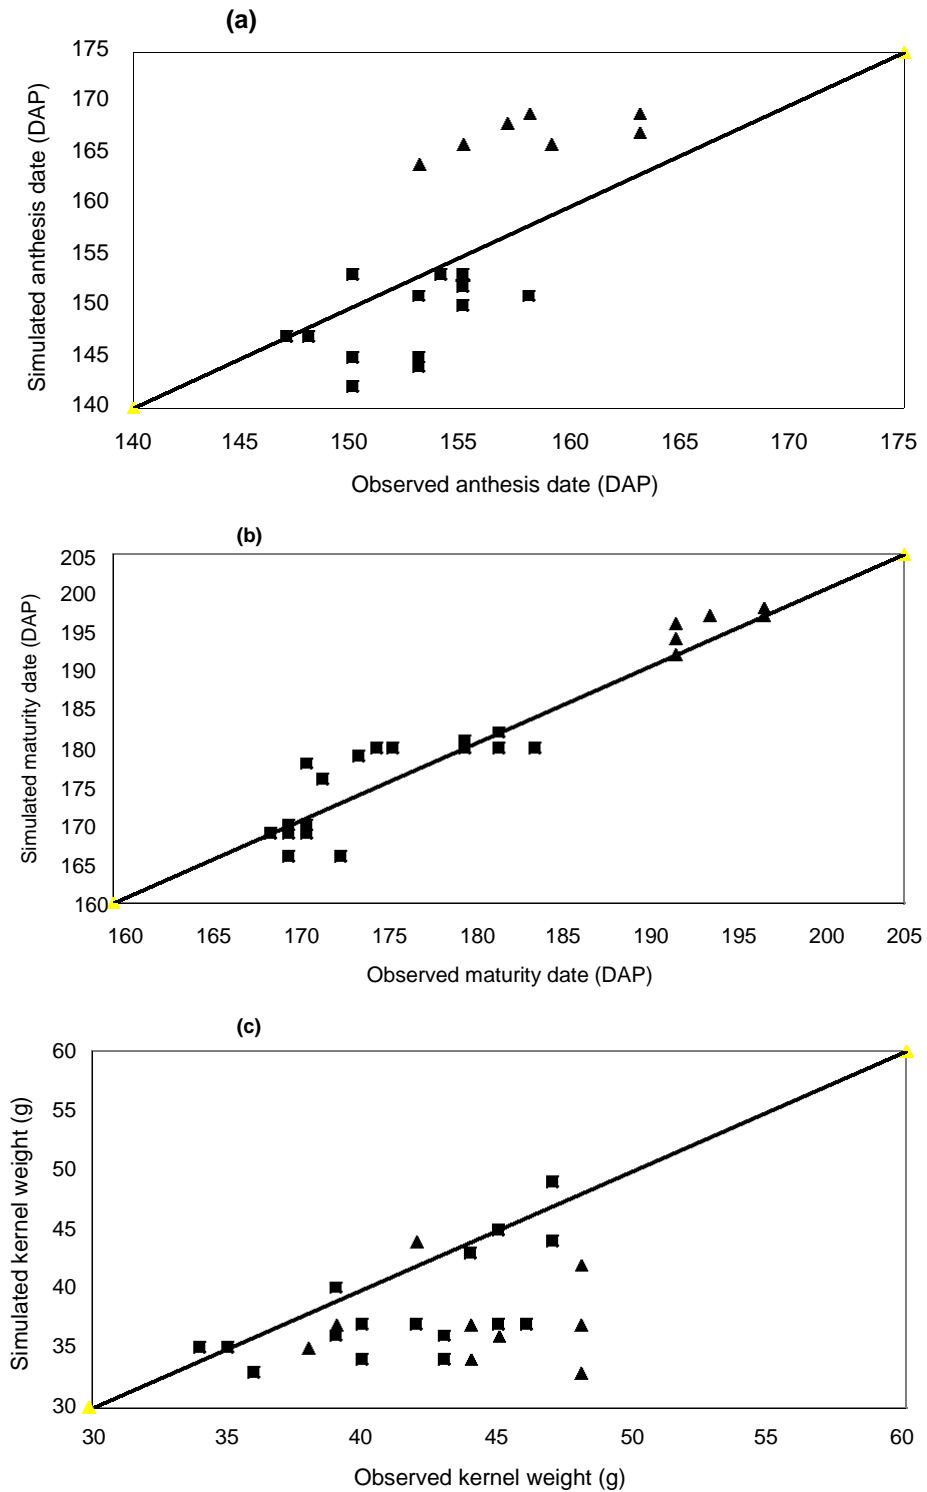 (a)
175
170
165
160
155
150
145
140
Simulated anthesis date (DAP)
140 145 150 155 160 165 170 175
Observed anthesis date (DAP)
(b)
205
200
195
190
185
180
175
170
165
160
Simulated maturity date (DAP)
160 165 170 175 180 185 190 195 200 205
Observed maturity date (DAP)
(c)
60
55
50
45
40
35
30
Simulated kernel weight (g)
30 35 40 45 50 55 60
Observed kernel weight (g)